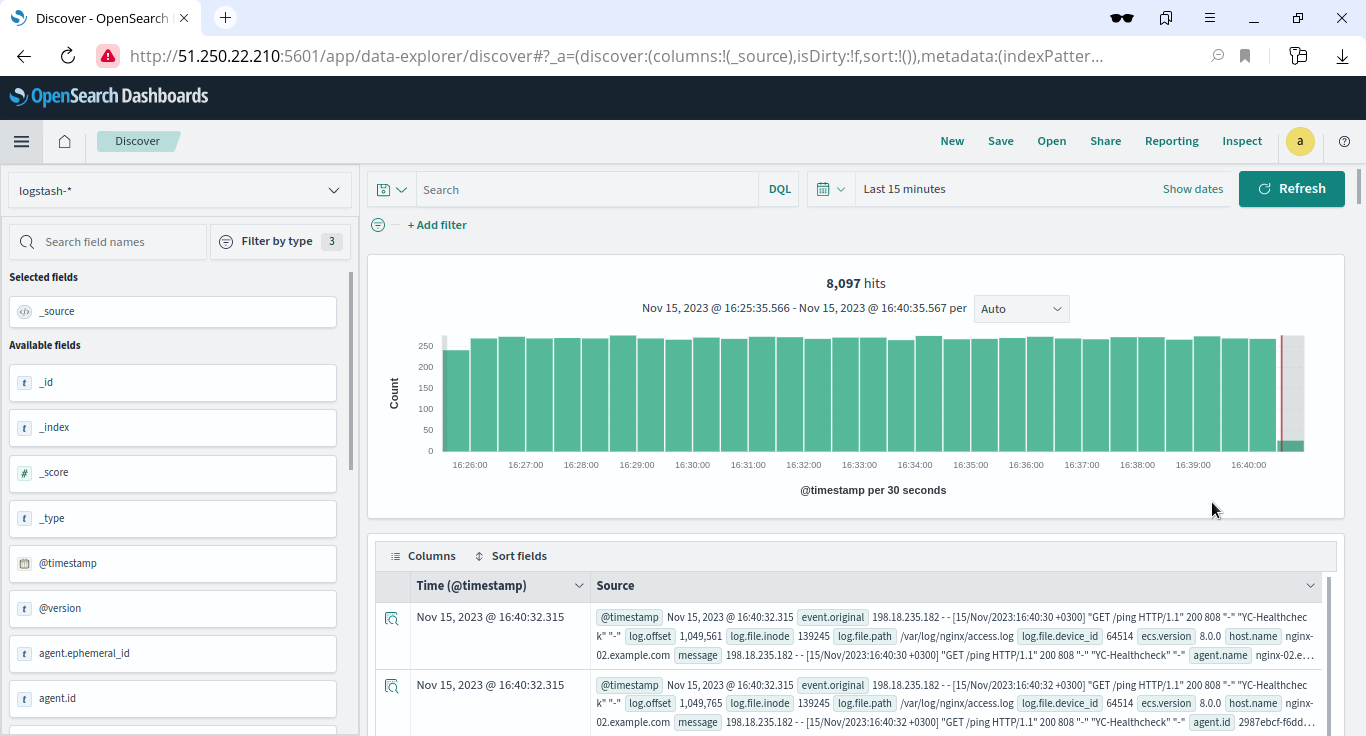 Discover - OpenSearch
http://51.250.22.210:5601/app/data-explorer/discover#?_a=(discover:(columns:!(_source),isDirty:!f,sort:!()),metadata:(indexPatter...
OpenSearch Dashboards
Discover
New Save Open Share Reporting Inspect a
logstash-*
Search DQL Last 15 minutes Show dates Refresh
+ Add filter
Search field names Filter by type 3
Selected fields
_source
Available fields
_id
_index
_score
_type
@timestamp
@version
agent.ephemeral_id
agent.id
8,097 hits
Nov 15, 2023 @ 16:25:35.566 - Nov 15, 2023 @ 16:40:35.567 per Auto
Count
250
200
150
100
50
0
16:26:00 16:27:00 16:28:00 16:29:00 16:30:00 16:31:00 16:32:00 16:33:00 16:34:00 16:35:00 16:36:00 16:37:00 16:38:00 16:39:00 16:40:00
@timestamp per 30 seconds
Columns Sort fields
Time (@timestamp) Source
Nov 15, 2023 @ 16:40:32.315 @timestamp Nov 15, 2023 @ 16:40:32.315 event.original 198.18.235.182 - - [15/Nov/2023:16:40:30 +0300] "GET /ping HTTP/1.1" 200 808 "-" "YC-Healthchec
k" "-" log.offset 1,049,561 log.file.inode 139245 log.file.path /var/log/nginx/access.log log.file.device_id 64514 ecs.version 8.0.0 host.name nginx-
02.example.com message 198.18.235.182 - - [15/Nov/2023:16:40:30 +0300] "GET /ping HTTP/1.1" 200 808 "-" "YC-Healthcheck" "-" agent.name nginx-02.e...
Nov 15, 2023 @ 16:40:32.315 @timestamp Nov 15, 2023 @ 16:40:32.315 event.original 198.18.235.182 - - [15/Nov/2023:16:40:32 +0300] "GET /ping HTTP/1.1" 200 808 "-" "YC-Healthchec
k" "-" log.offset 1,049,765 log.file.inode 139245 log.file.path /var/log/nginx/access.log log.file.device_id 64514 ecs.version 8.0.0 host.name nginx-
02.example.com message 198.18.235.182 - - [15/Nov/2023:16:40:32 +0300] "GET /ping HTTP/1.1" 200 808 "-" "YC-Healthcheck" "-" agent.id 2987ebcf-f6dd...